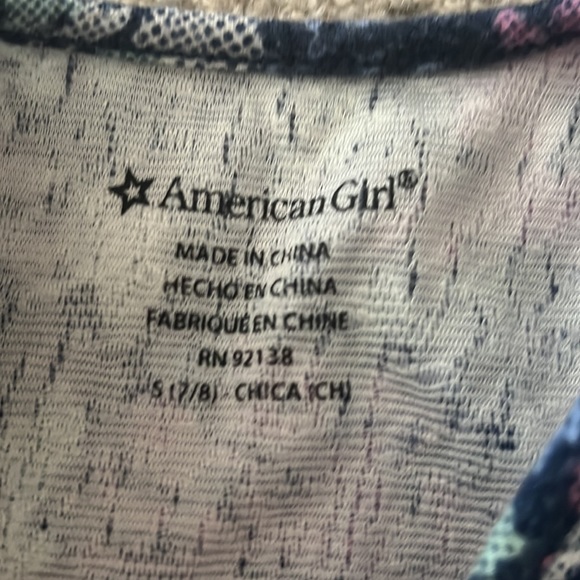 American Girl®
MADE IN CHINA
HECHO EN CHINA
FABRIQUÉ EN CHINE
RN 92138
S (7/8) - CHICA (CH)